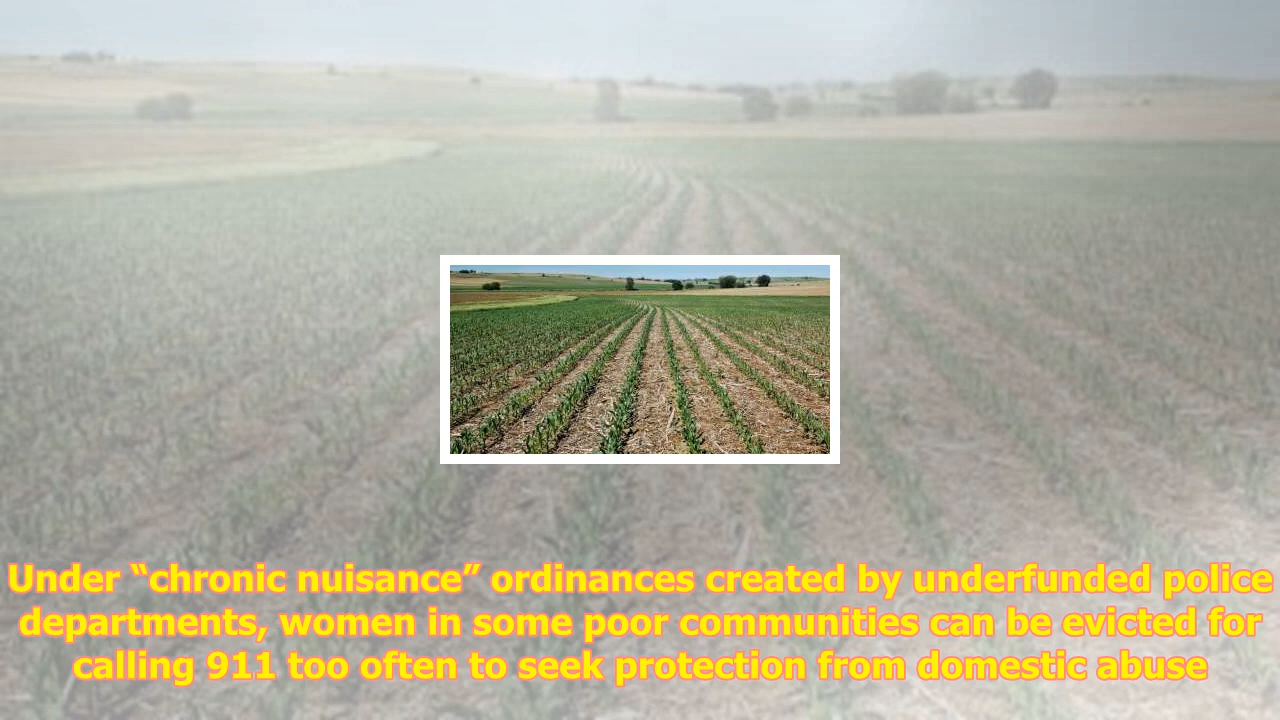 Under “chronic nuisance” ordinances created by underfunded police
departments, women in some poor communities can be evicted for
calling 911 too often to seek protection from domestic abuse